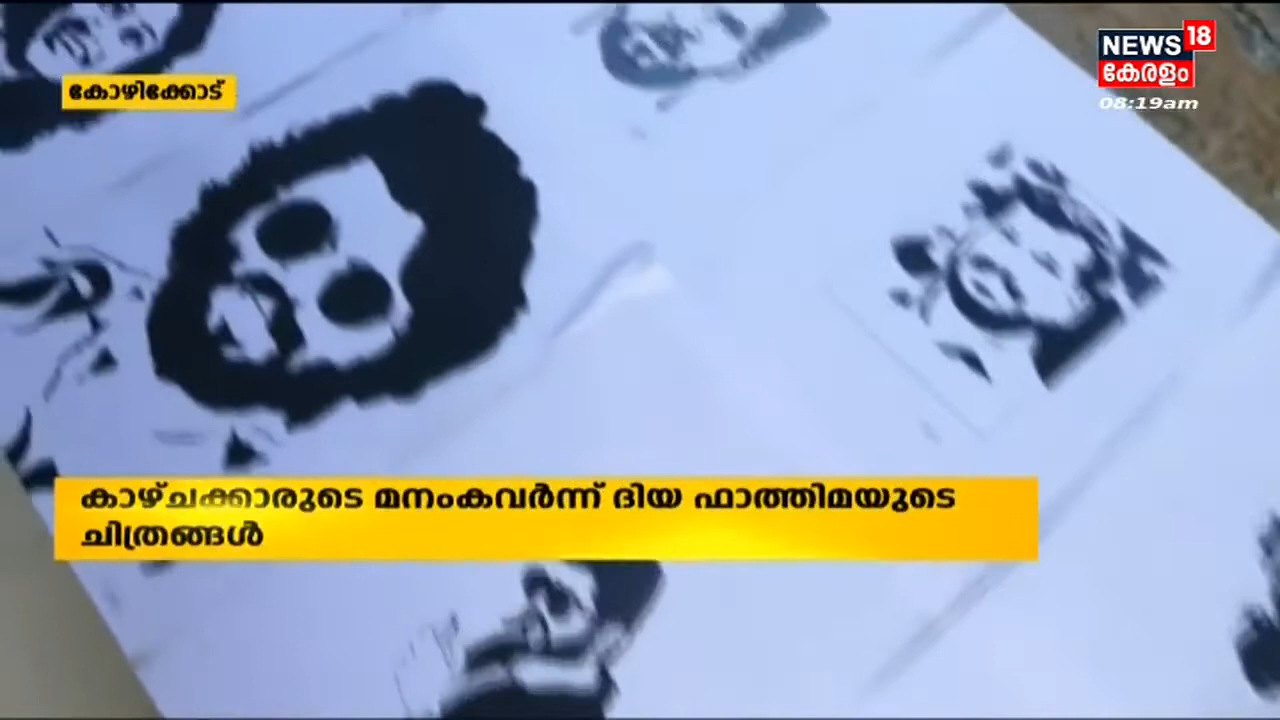 NEWS 18
കേരളം
08:19am
കോഴിക്കോട്
കാഴ്ചക്കാരുടെ മനംകവർന്ന് ദിയ ഫാത്തിമയുടെ
ചിത്രങ്ങൾ